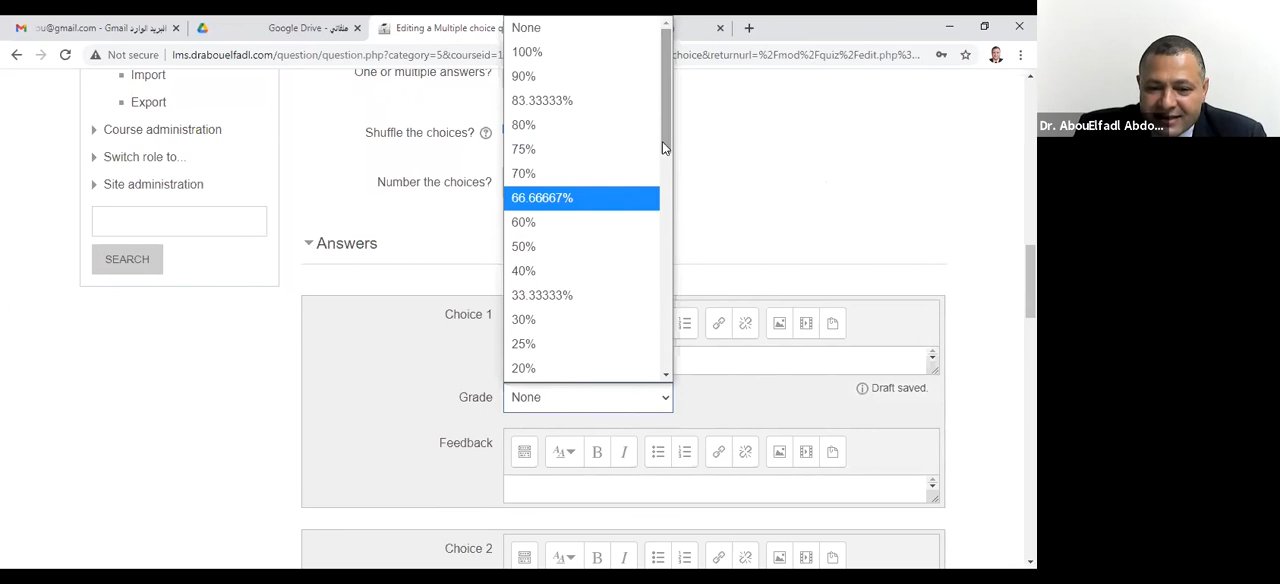 ou@gmail.com - Gmail البريد الوارد
Google Drive - ملفاتي
Editing a Multiple choice q
Not secure
lms.drabouelfadl.com/question/question.php?category=5&courseid=1
choice&returnurl=%2Fmod%2Fquiz%2Fedit.php%3...
Import
Export
Course administration
Switch role to...
Site administration
SEARCH
One or multiple answers?
Shuffle the choices?
Number the choices?
Answers
None
100%
90%
83.33333%
80%
75%
70%
66.66667%
60%
50%
40%
33.33333%
30%
25%
20%
Choice 1
Draft saved.
Grade
None
Feedback
Choice 2
Dr. AbouElfadl Abdo...